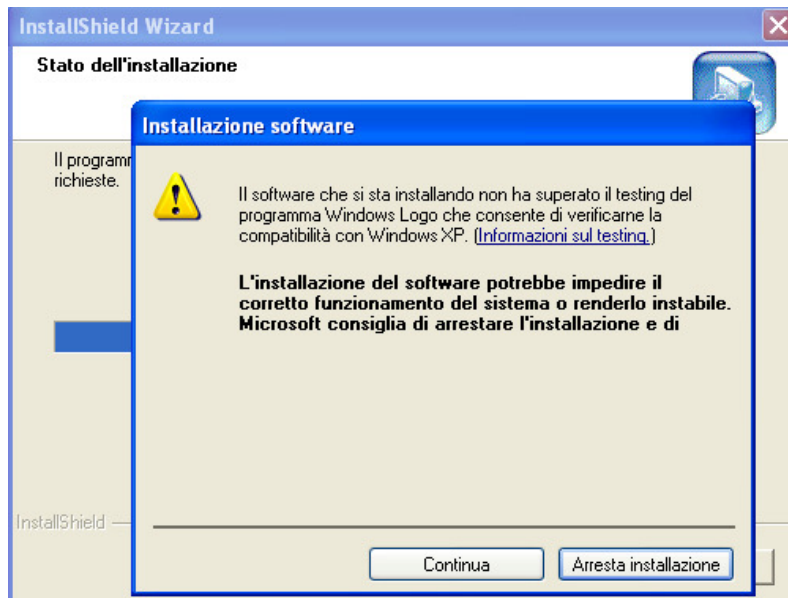 InstallShield Wizard
Stato dell'installazione
Installazione software
Il programm
richieste.
Il software che si sta installando non ha superato il testing del
programma Windows Logo che consente di verificarne la
compatibilità con Windows XP. (Informazioni sul testing.)
L'installazione del software potrebbe impedire il
corretto funzionamento del sistema o renderlo instabile.
Microsoft consiglia di arrestare l'installazione e di
InstallShield
Continua
Arresta installazione